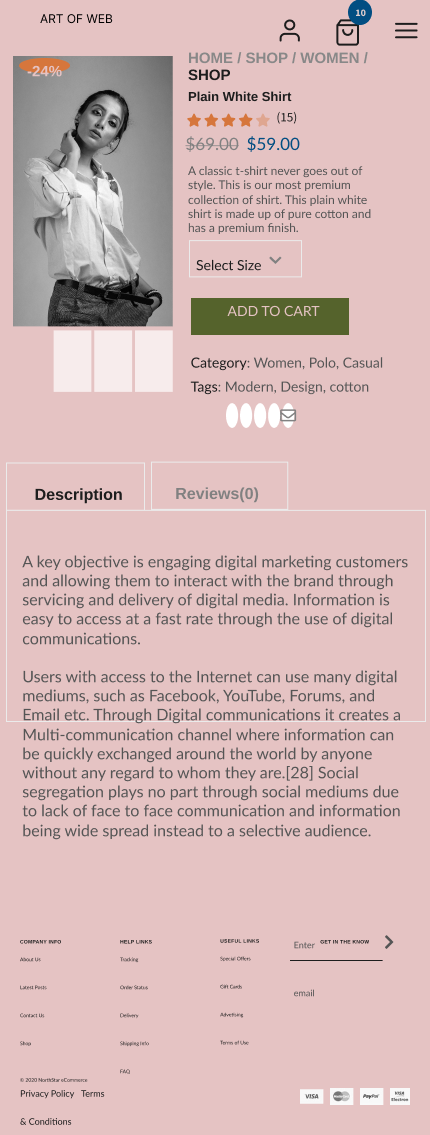 ART OF WEB
10
HOME / SHOP / WOMEN /
SHOP
-24%
Plain White Shirt
(15)
$69.00 $59.00
A classic t-shirt never goes out of
style. This is our most premium
collection of shirt. This plain white
shirt is made up of pure cotton and
has a premium finish.
Select Size
ADD TO CART
Category: Women, Polo, Casual
Tags: Modern, Design, cotton
Description
Reviews(0)
A key objective is engaging digital marketing customers
and allowing them to interact with the brand through
servicing and delivery of digital media. Information is
easy to access at a fast rate through the use of digital
communications.
Users with access to the Internet can use many digital
mediums, such as Facebook, YouTube, Forums, and
Email etc. Through Digital communications it creates a
Multi-communication channel where information can
be quickly exchanged around the world by anyone
without any regard to whom they are.[28] Social
segregation plays no part through social mediums due
to lack of face to face communication and information
being wide spread instead to a selective audience.
COMPANY INFO
About Us
Latest Posts
Contact Us
Shop
HELP LINKS
Tracking
Order Status
Delivery
Shipping Info
FAQ
USEFUL LINKS
Special Offers
Gift Cards
Advertising
Terms of Use
GET IN THE KNOW
Enter
email
© 2020 NorthStar eCommerce
Privacy Policy Terms
& Conditions
VISA
MasterCard
PayPal
VISA
Electron